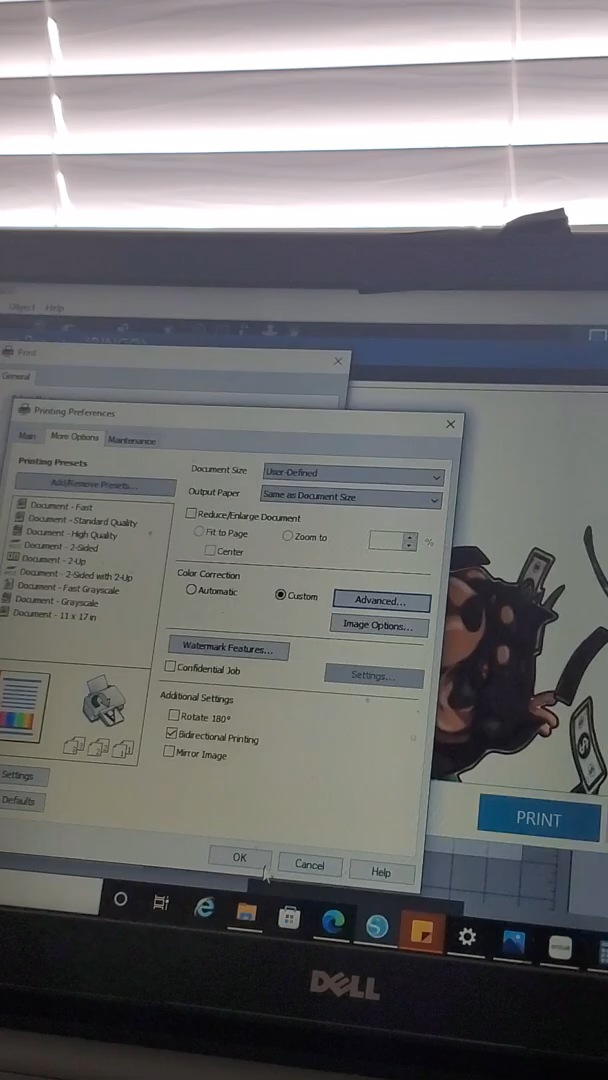 Object Help
Print
General
Printing Preferences
Main More Options Maintenance
Printing Presets
Add/Remove Presets...
Document - Fast
Document - Standard Quality
Document - High Quality
Document - 2-Sided
Document - 2-Up
Document - 2-Sided with 2-Up
Document - Fast Grayscale
Document - Grayscale
Document - 11 x 17 in
Settings
Defaults
Document Size User-Defined
Output Paper Same as Document Size
Reduce/Enlarge Document
Fit to Page Zoom to %
Center
Color Correction
Automatic Custom Advanced...
Image Options...
Watermark Features...
Confidential Job Settings...
Additional Settings
Rotate 180°
Bidirectional Printing
Mirror Image
OK Cancel Help
PRINT
DELL